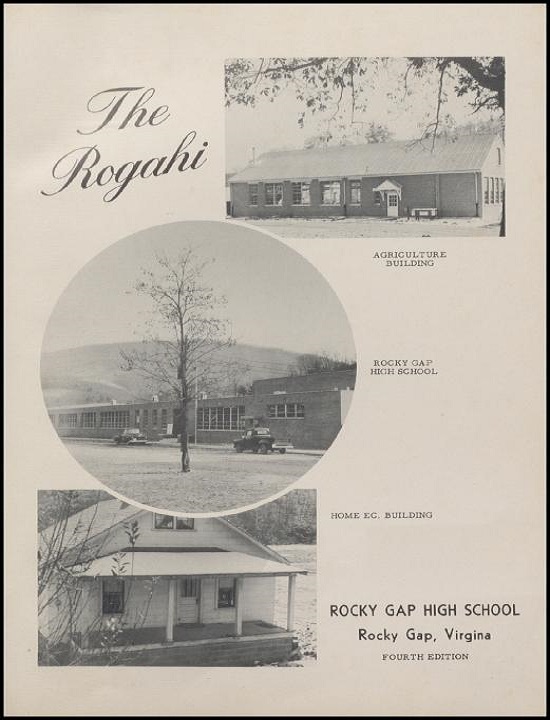 The
Rogahi
AGRICULTURE
BUILDING
ROCKY GAP
HIGH SCHOOL
HOME EC. BUILDING
ROCKY GAP HIGH SCHOOL
Rocky Gap, Virgina
FOURTH EDITION